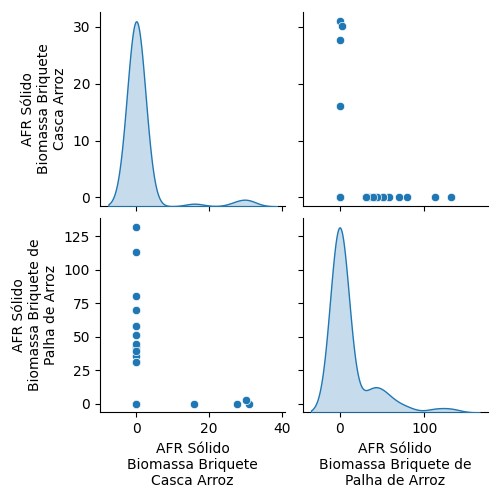 30
20
10
0
AFR Sólido
Biomassa Briquete
Casca Arroz
125
100
75
50
25
0
AFR Sólido
Biomassa Briquete de
Palha de Arroz
0 20 40
AFR Sólido
Biomassa Briquete
Casca Arroz
0 100
AFR Sólido
Biomassa Briquete de
Palha de Arroz